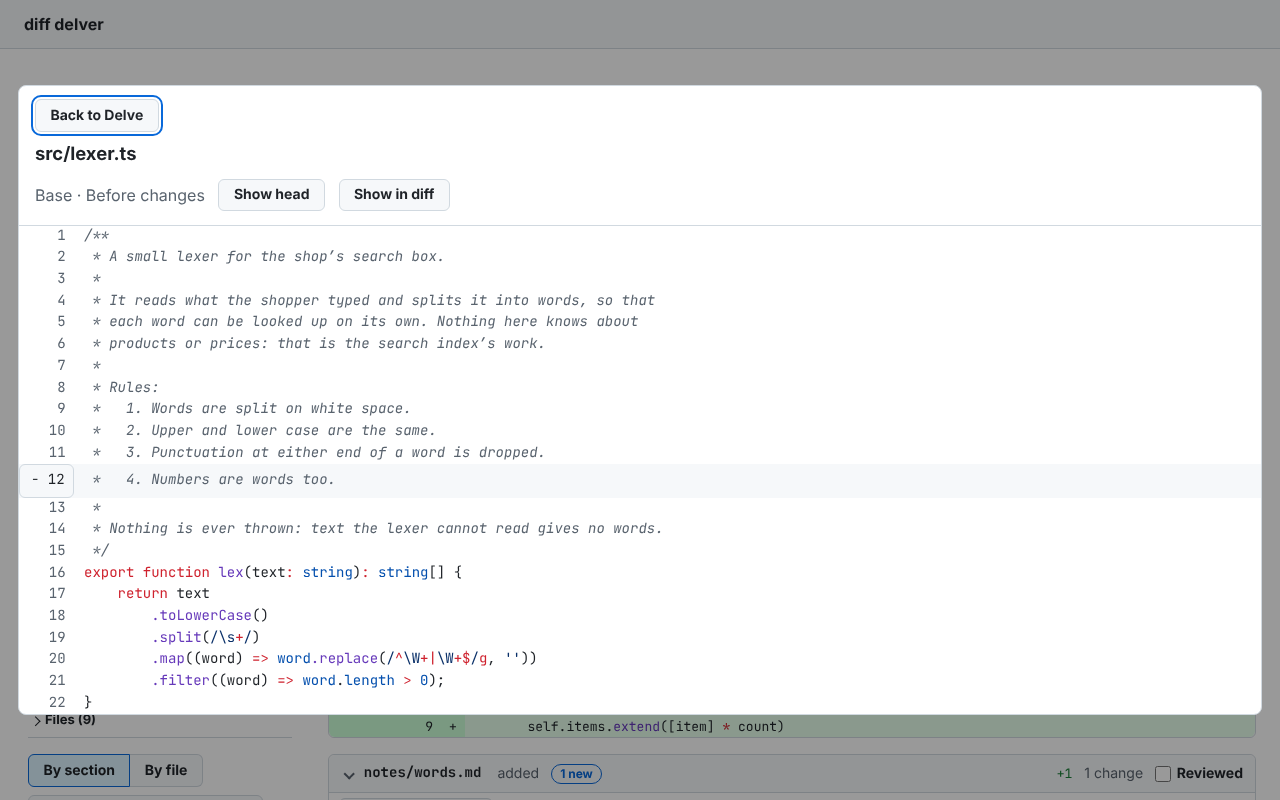 diff delver
Back to Delve
src/lexer.ts
Base · Before changes Show head Show in diff
1 /**
2  * A small lexer for the shop’s search box.
3  *
4  * It reads what the shopper typed and splits it into words, so that
5  * each word can be looked up on its own. Nothing here knows about
6  * products or prices: that is the search index’s work.
7  *
8  * Rules:
9  *   1. Words are split on white space.
10  *   2. Upper and lower case are the same.
11  *   3. Punctuation at either end of a word is dropped.
- 12  *   4. Numbers are words too.
13  *
14  * Nothing is ever thrown: text the lexer cannot read gives no words.
15  */
16 export function lex(text: string): string[] {
17     return text
18         .toLowerCase()
19         .split(/\s+/)
20         .map((word) => word.replace(/^\W+|\W+$/g, ''))
21         .filter((word) => word.length > 0);
22 }
Files (9)
9 + self.items.extend([item] * count)
By section By file
notes/words.md added 1 new +1 1 change Reviewed